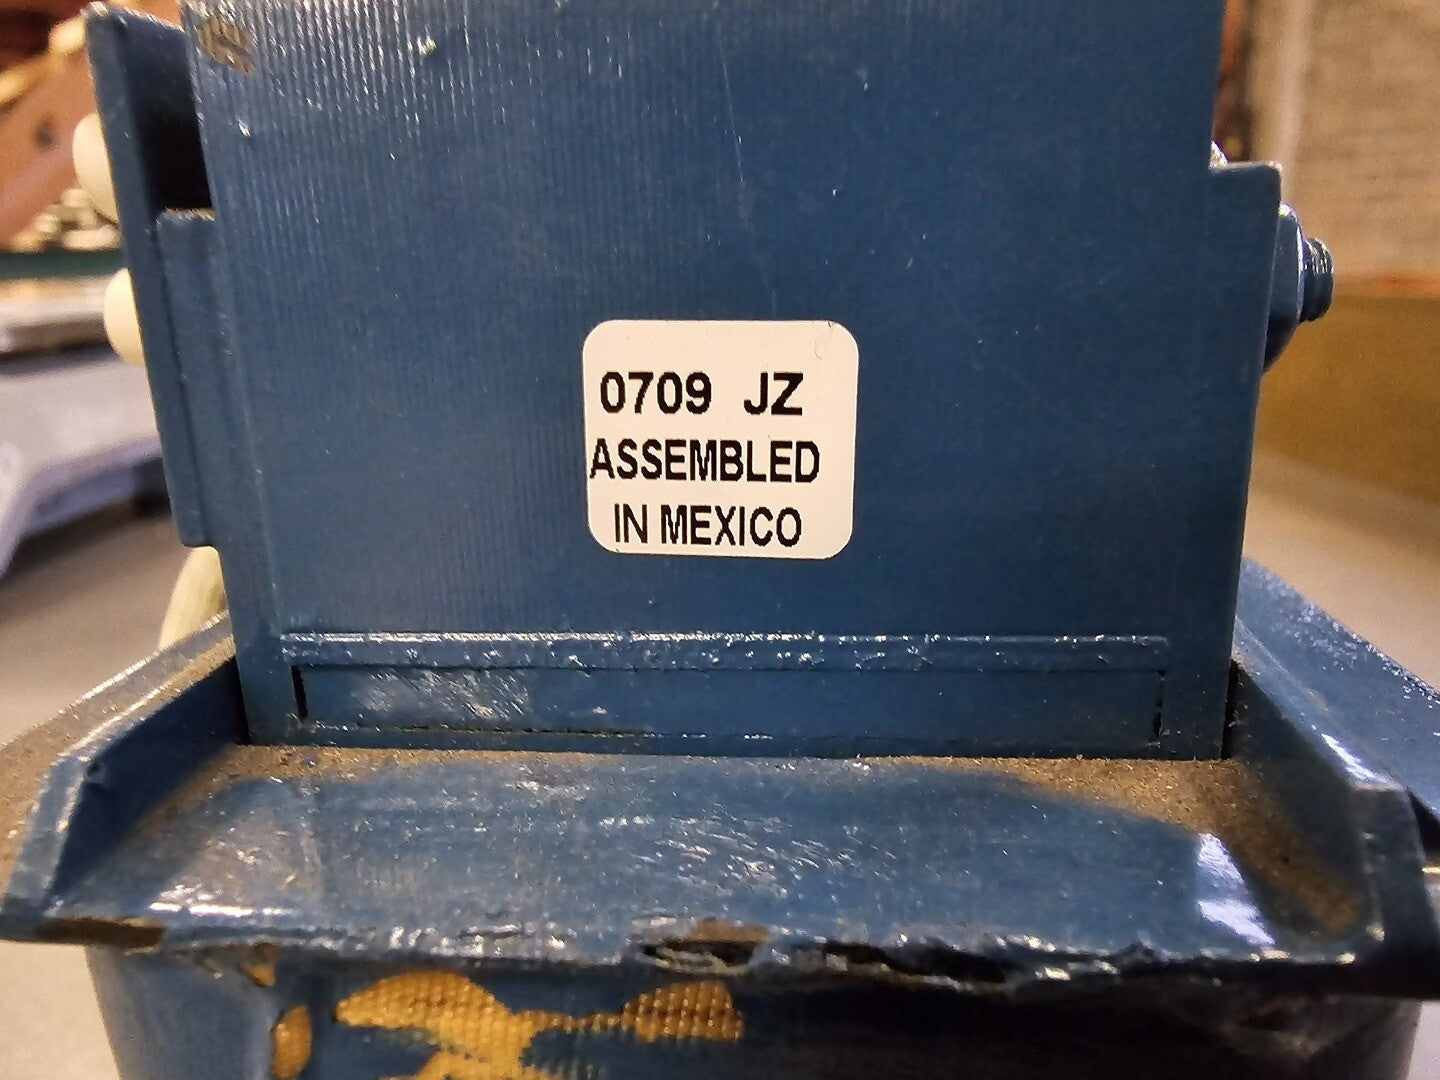 0709 JZ
ASSEMBLED
IN MEXICO